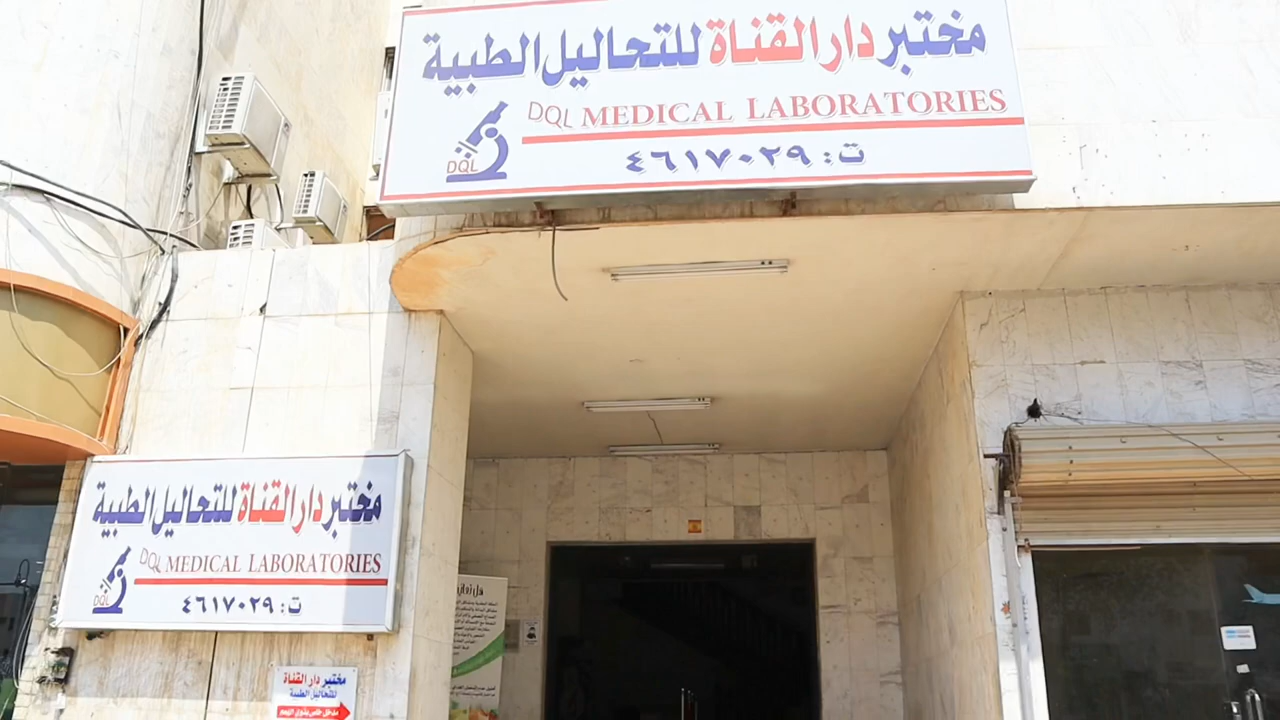 مختبر دار القناة للتحاليل الطبية
DQL MEDICAL LABORATORIES
DQL
ت: ٤٦١٧٠٢٩
مختبر دار القناة للتحاليل الطبية
DQL MEDICAL LABORATORIES
DQL
ت: ٤٦١٧٠٢٩
مختبر دار القناة
للتحاليل الطبية